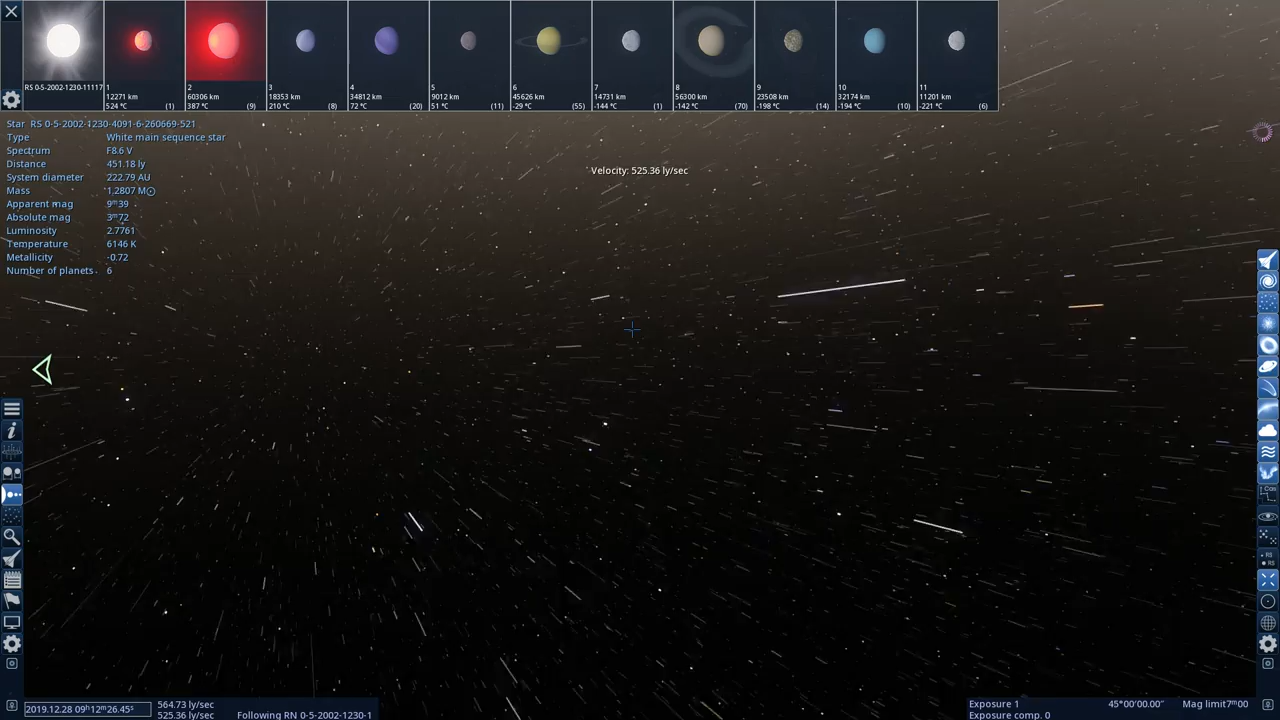 RS 0-5-2002-1230-11117
1
12271 km
524 °C (1)
2
60306 km
387 °C (9)
3
18353 km
210 °C (8)
4
34812 km
72 °C (20)
5
9012 km
51 °C (11)
6
45626 km
-29 °C (55)
7
14731 km
-144 °C (1)
8
56300 km
-142 °C (70)
9
23508 km
-198 °C (14)
10
32174 km
-194 °C (10)
11
11201 km
-221 °C (6)
Star RS 0-5-2002-1230-4091-6-260669-521
Type White main sequence star
Spectrum F8.6 V
Distance 451.18 ly
System diameter 222.79 AU
Mass 1.2807 M☉
Apparent mag 9ᵐ39
Absolute mag 3ᵐ72
Luminosity 2.7761
Temperature 6146 K
Metallicity -0.72
Number of planets 6
Velocity: 525.36 ly/sec
2019.12.28 09ʰ12ᵐ26.45ˢ
564.73 ly/sec
525.36 ly/sec Following RN 0-5-2002-1230-1
Exposure 1 45°00'00.00" Mag limit 7ᵐ00
Exposure comp. 0